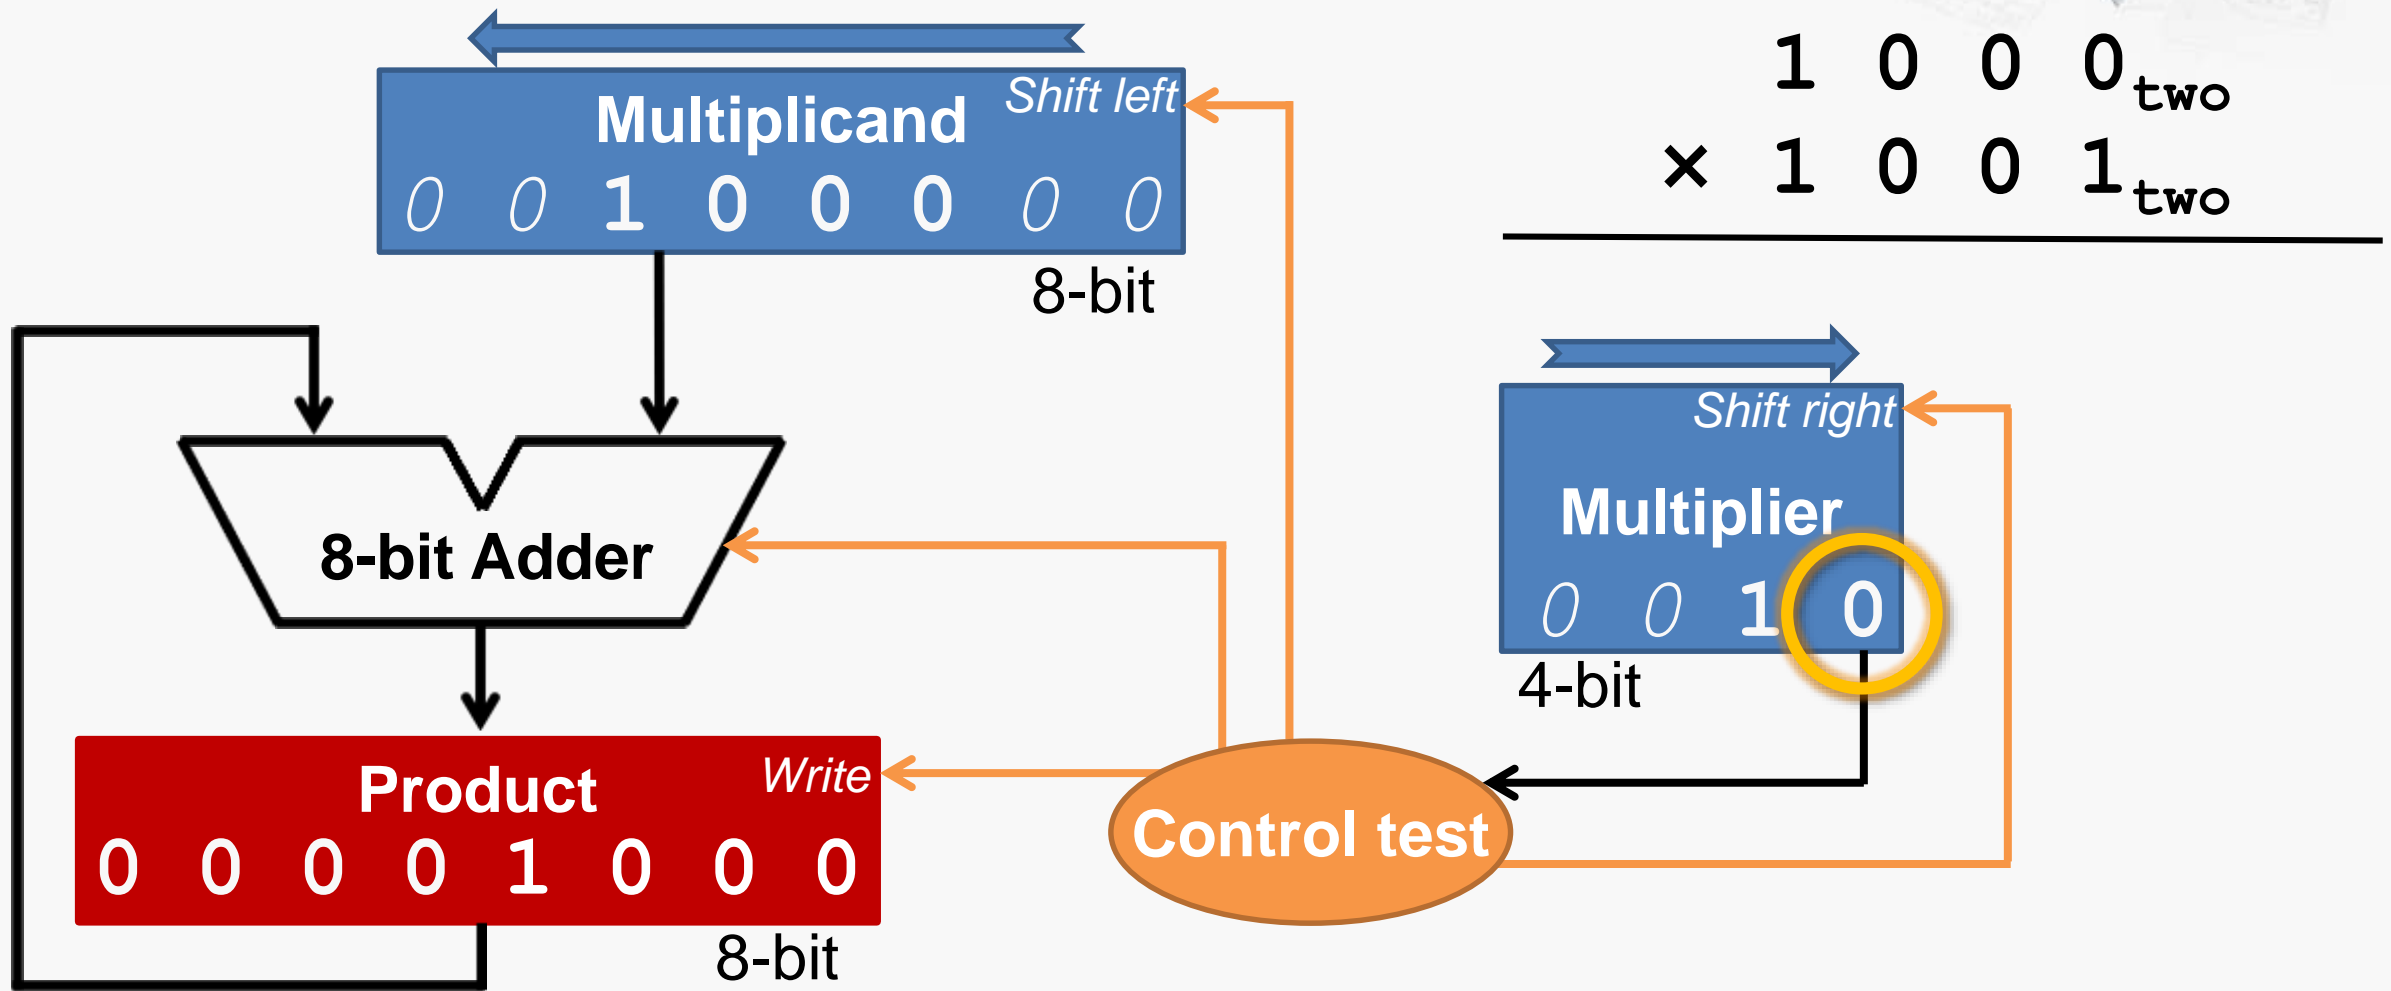 Multiplicand Shift left
0 0 1 0 0 0 0 0
8-bit
1 0 0 0two
× 1 0 0 1two
8-bit Adder
Shift right
Multiplier
0 0 1 0
4-bit
Product Write
0 0 0 0 1 0 0 0
8-bit
Control test